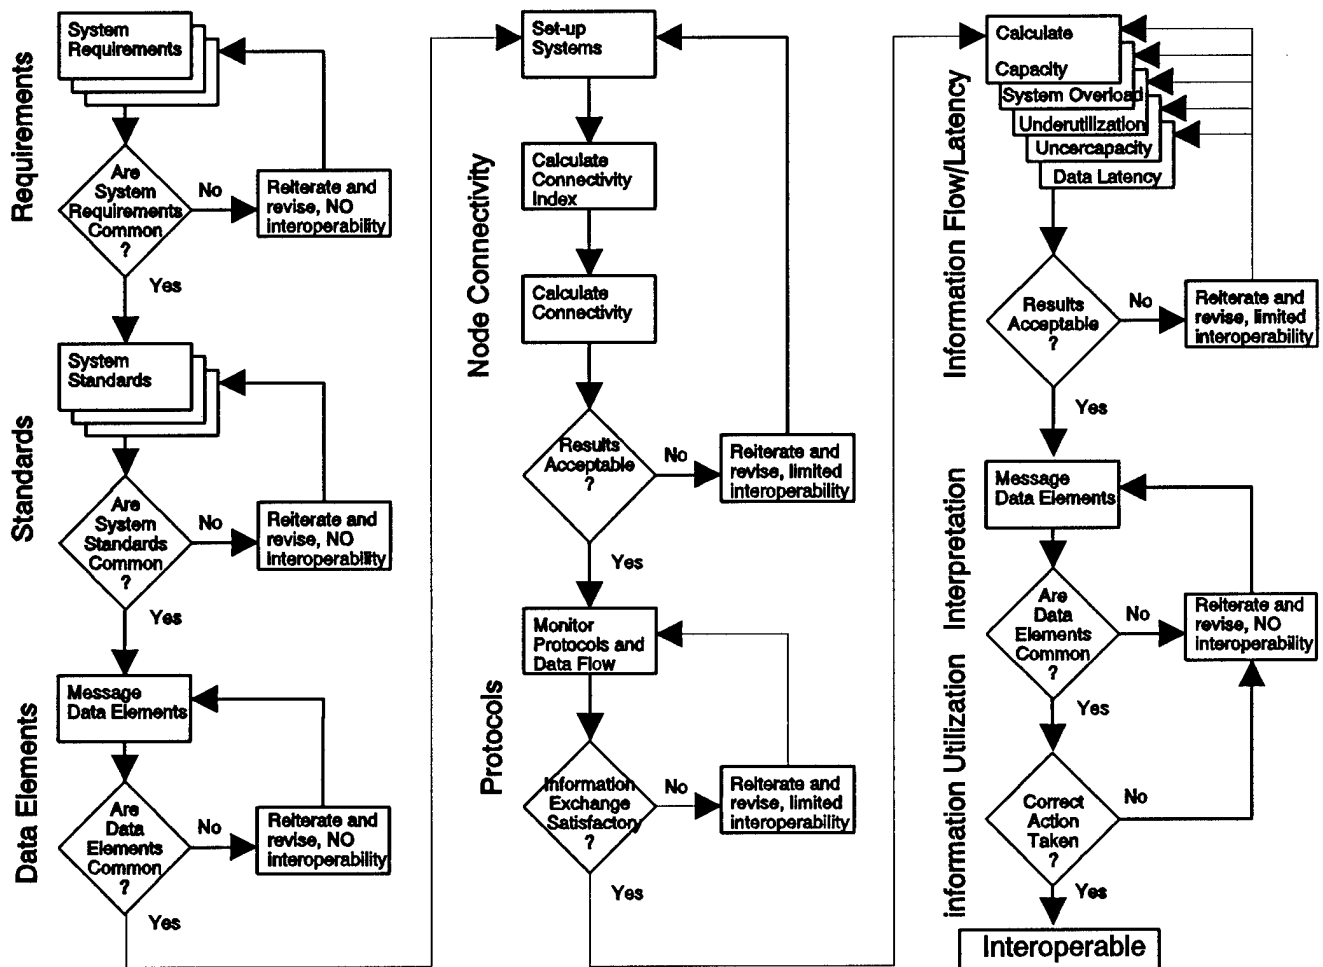 Requirements
System
Requirements
Are
System
Requirements
Common
?
No
Reiterate and
revise, NO
interoperability
Yes
Standards
System
Standards
Are
System
Standards
Common
?
No
Reiterate and
revise, NO
interoperability
Yes
Data Elements
Message
Data Elements
Are
Data
Elements
Common
?
No
Reiterate and
revise, NO
interoperability
Yes
Node Connectivity
Set-up
Systems
Calculate
Connectivity
Index
Calculate
Connectivity
Results
Acceptable
?
No
Reiterate and
revise, limited
interoperability
Yes
Protocols
Monitor
Protocols and
Data Flow
Information
Exchange
Satisfactory
?
No
Reiterate and
revise, limited
interoperability
Yes
Information Flow/Latency
Calculate
Capacity
System Overload
Underutilization
Uncercapacity
Data Latency
Results
Acceptable
?
No
Reiterate and
revise, limited
interoperability
Yes
Interpretation
Message
Data Elements
Are
Data
Elements
Common
?
No
Reiterate and
revise, NO
interoperability
Yes
information Utilization
Correct
Action
Taken
?
No
Yes
Interoperable